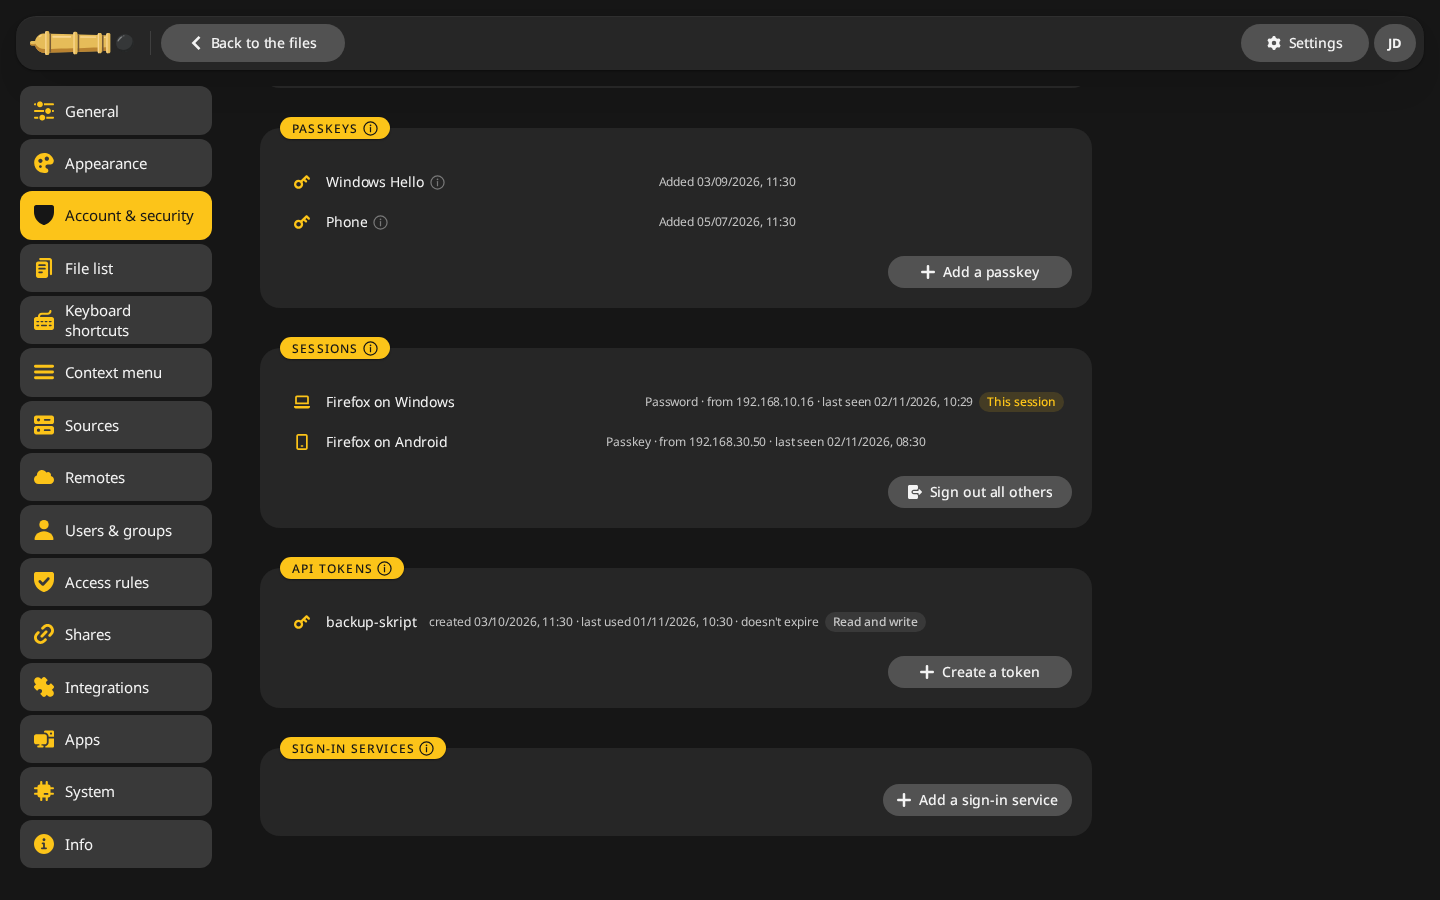 Back to the files
Settings
JD
General
Appearance
Account & security
File list
Keyboard
shortcuts
Context menu
Sources
Remotes
Users & groups
Access rules
Shares
Integrations
Apps
System
Info
PASSKEYS
Windows Hello
Added 03/09/2026, 11:30
Phone
Added 05/07/2026, 11:30
Add a passkey
SESSIONS
Firefox on Windows
Password · from 192.168.10.16 · last seen 02/11/2026, 10:29
This session
Firefox on Android
Passkey · from 192.168.30.50 · last seen 02/11/2026, 08:30
Sign out all others
API TOKENS
backup-skript
created 03/10/2026, 11:30 · last used 01/11/2026, 10:30 · doesn't expire
Read and write
Create a token
SIGN-IN SERVICES
Add a sign-in service